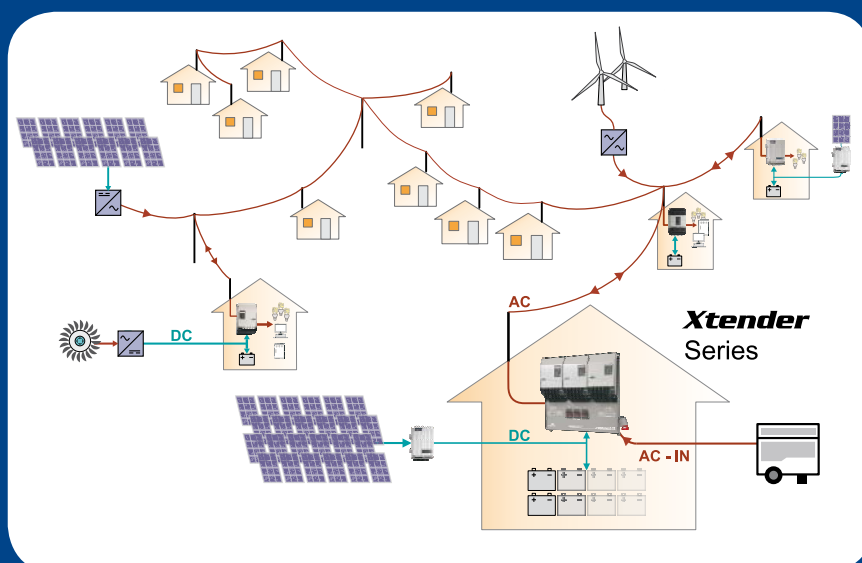 AC
Xtender
Series
DC
DC
AC - IN